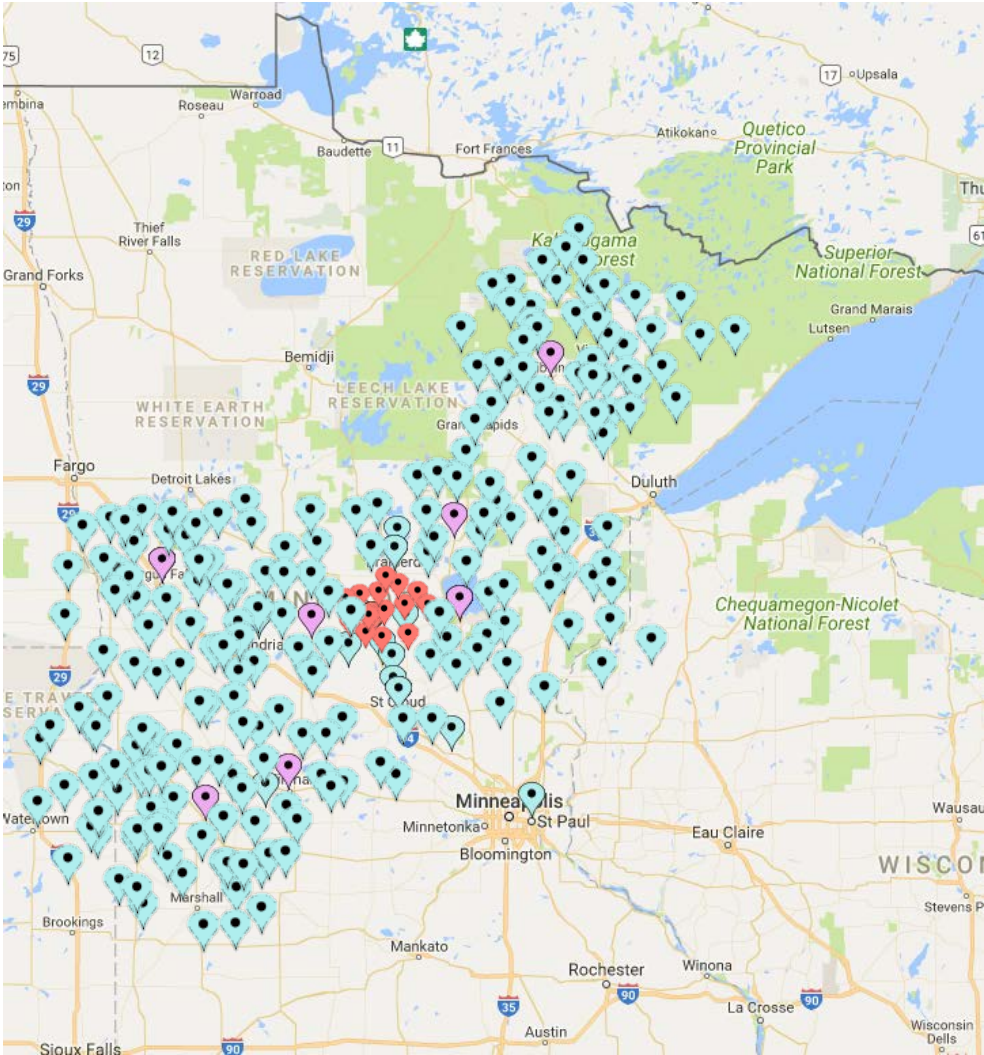 75
12
17
Upsala
embina
Roseau
Warroad
Atikokan
Quetico
Provincial
Park
Baudette
11
Fort Frances
29
Thief
River Falls
61
RED LAKE
RESERVATION
Superior
National Forest
Grand Forks
Grand Marais
Lutsen
Bemidji
29
LEECH LAKE
RESERVATION
WHITE EARTH
RESERVATION
Fargo
Detroit Lakes
Duluth
29
Chequamegon-Nicolet
National Forest
29
St Cloud
Minneapolis
St Paul
Minnetonka
Bloomington
Eau Claire
Wausau
WISCON
Marshall
Stevens P
Brookings
Mankato
Rochester
Winona
90
90
35
La Crosse
Austin
Wisconsin
Dells
Sioux Falls
90